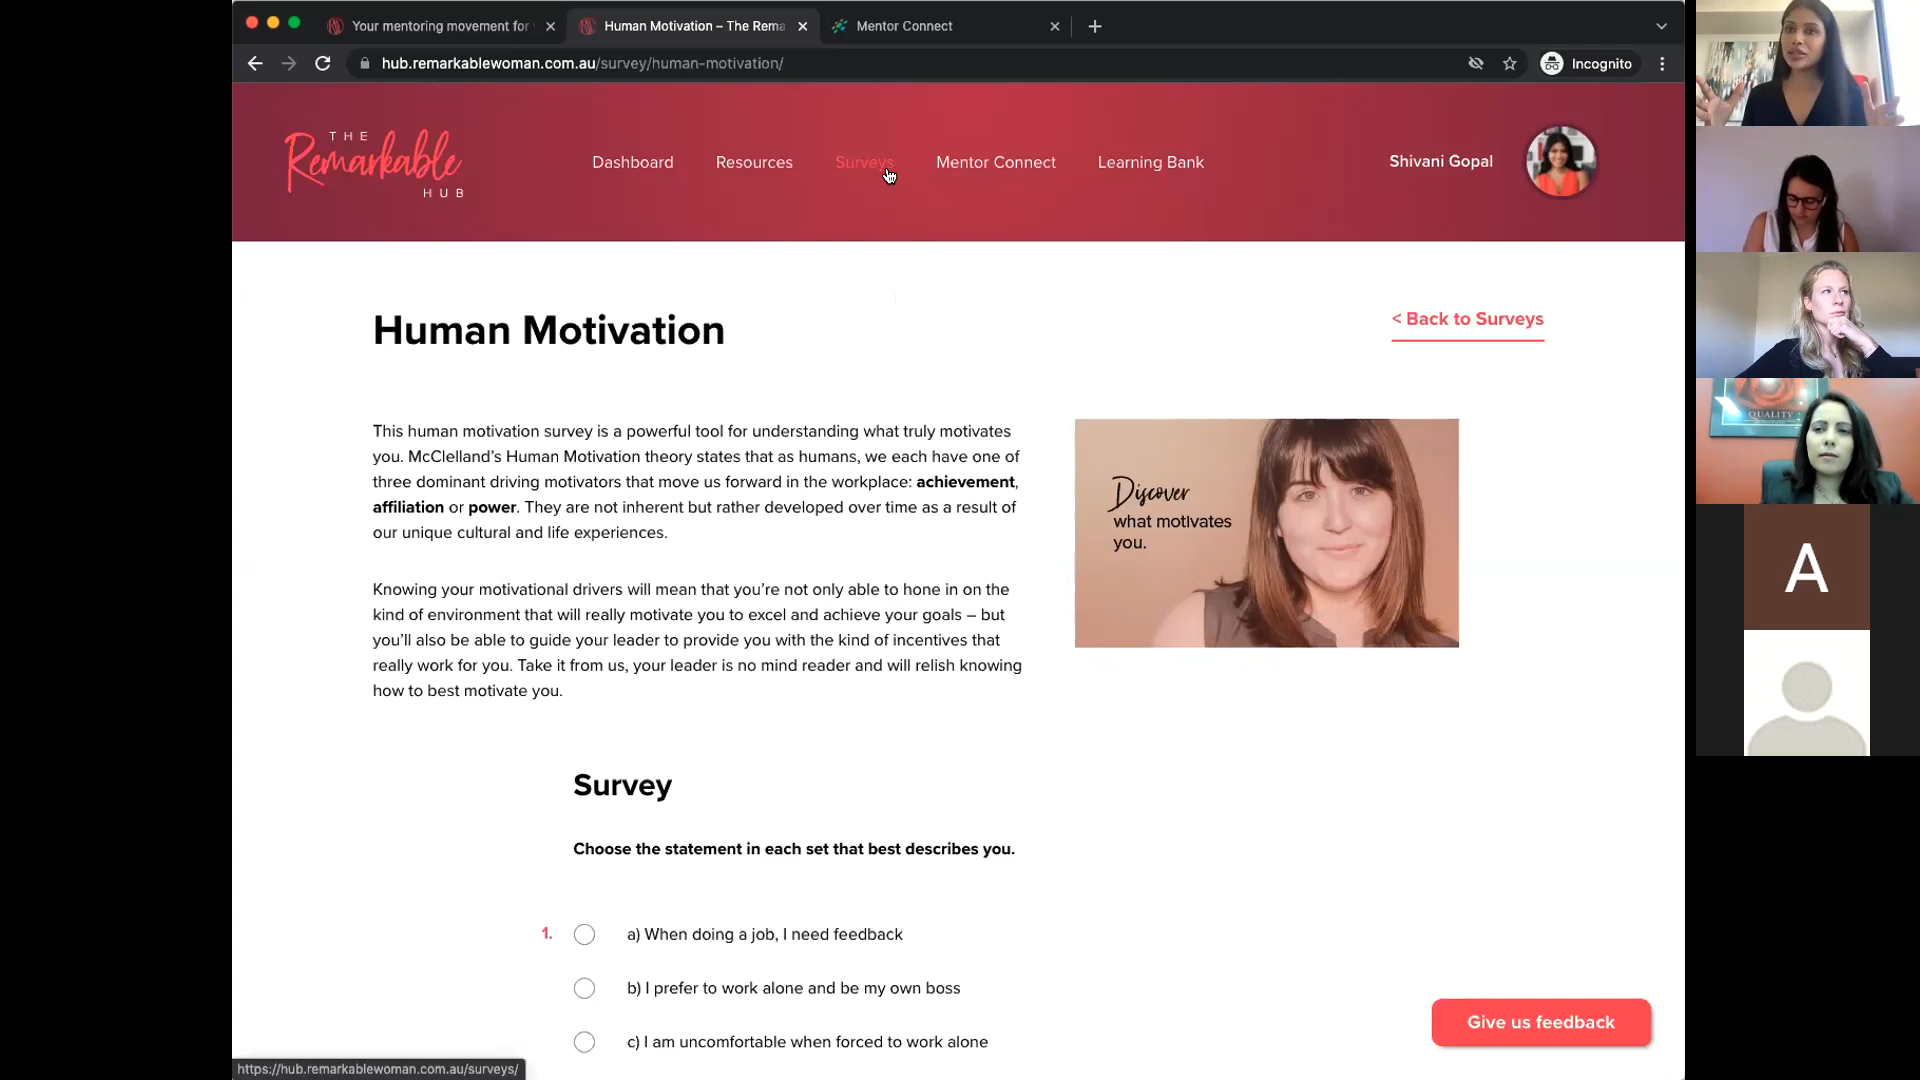 Your mentoring movement for
Human Motivation – The Rema
Mentor Connect
hub.remarkablewoman.com.au/survey/human-motivation/
Incognito
THE
Remarkable
HUB
Dashboard
Resources
Surveys
Mentor Connect
Learning Bank
Shivani Gopal
Human Motivation
< Back to Surveys
This human motivation survey is a powerful tool for understanding what truly motivates
you. McClelland’s Human Motivation theory states that as humans, we each have one of
three dominant driving motivators that move us forward in the workplace: achievement,
affiliation or power. They are not inherent but rather developed over time as a result of
our unique cultural and life experiences.
Knowing your motivational drivers will mean that you’re not only able to hone in on the
kind of environment that will really motivate you to excel and achieve your goals – but
you’ll also be able to guide your leader to provide you with the kind of incentives that
really work for you. Take it from us, your leader is no mind reader and will relish knowing
how to best motivate you.
Discover
what motivates
you.
Survey
Choose the statement in each set that best describes you.
1.
a) When doing a job, I need feedback
b) I prefer to work alone and be my own boss
c) I am uncomfortable when forced to work alone
Give us feedback
https://hub.remarkablewoman.com.au/surveys/
QUALITY
A